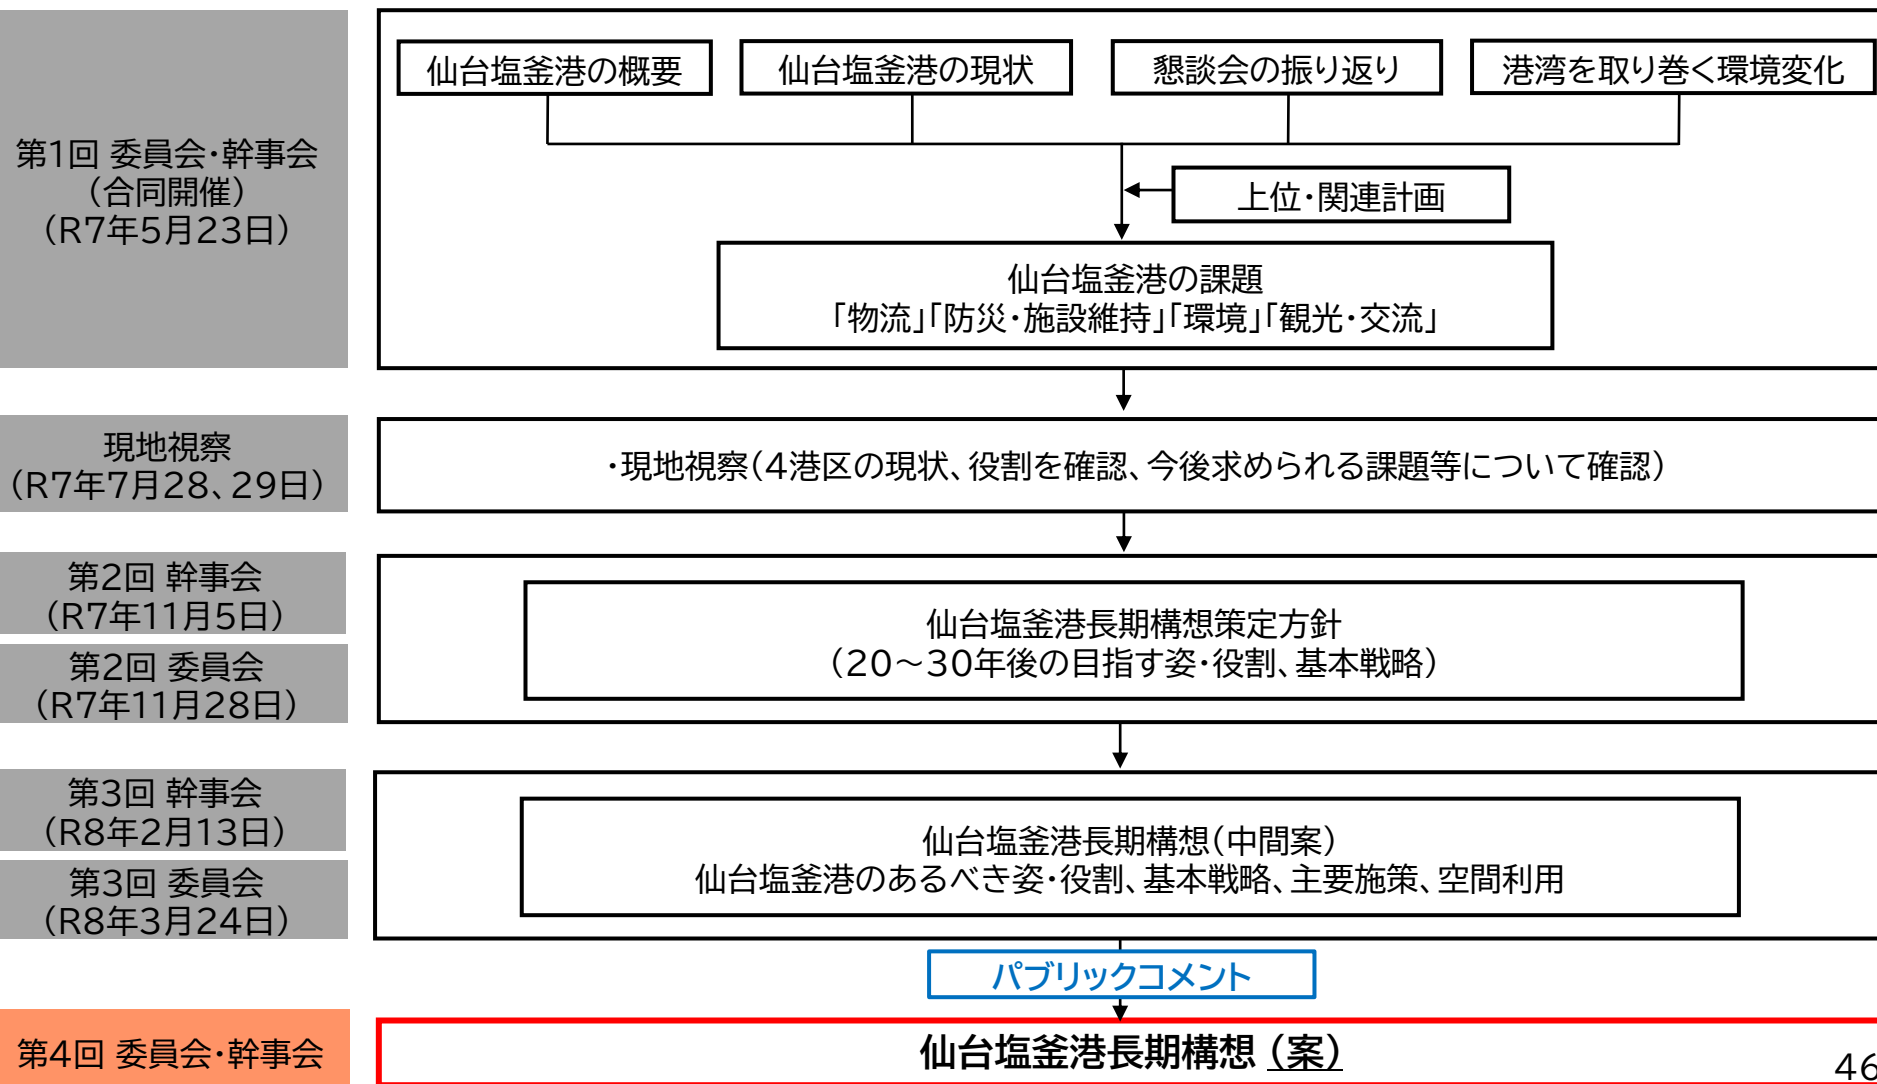 第1回 委員会・幹事会
（合同開催）
（R7年5月23日）
仙台塩釜港の概要
仙台塩釜港の現状
懇談会の振り返り
港湾を取り巻く環境変化
上位・関連計画
仙台塩釜港の課題
「物流」「防災・施設維持」「環境」「観光・交流」
現地視察
（R7年7月28、29日）
・現地視察（4港区の現状、役割を確認、今後求められる課題等について確認）
第2回 幹事会
（R7年11月5日）
第2回 委員会
（R7年11月28日）
仙台塩釜港長期構想策定方針
（20～30年後の目指す姿・役割、基本戦略）
第3回 幹事会
（R8年2月13日）
第3回 委員会
（R8年3月24日）
仙台塩釜港長期構想（中間案）
仙台塩釜港のあるべき姿・役割、基本戦略、主要施策、空間利用
パブリックコメント
第4回 委員会・幹事会
仙台塩釜港長期構想（案）
46